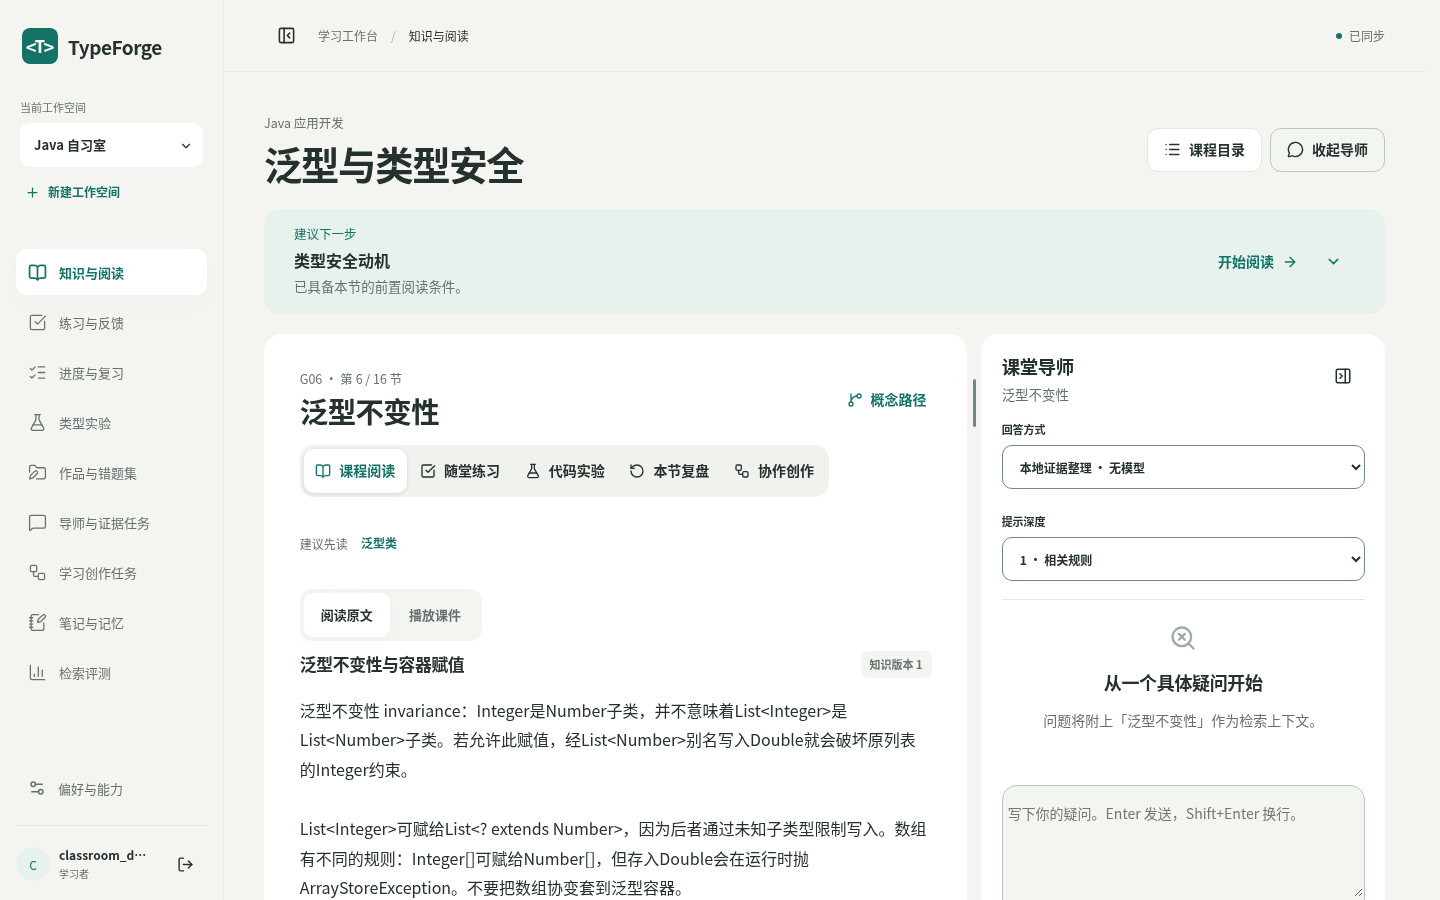 <T> TypeForge
当前工作空间
Java 自习室
新建工作空间
知识与阅读
练习与反馈
进度与复习
类型实验
作品与错题集
导师与证据任务
学习创作任务
笔记与记忆
检索评测
偏好与能力
C
classroom_d···
学习者
学习工作台 / 知识与阅读
已同步
Java 应用开发
泛型与类型安全
课程目录
收起导师
建议下一步
类型安全动机
已具备本节的前置阅读条件。
开始阅读
G06 · 第 6 / 16 节
泛型不变性
概念路径
课程阅读
随堂练习
代码实验
本节复盘
协作创作
建议先读 泛型类
阅读原文
播放课件
泛型不变性与容器赋值
知识版本 1
泛型不变性 invariance：Integer是Number子类，并不意味着List<Integer>是
List<Number>子类。若允许此赋值，经List<Number>别名写入Double就会破坏原列表
的Integer约束。
List<Integer>可赋给List<? extends Number>，因为后者通过未知子类型限制写入。数组
有不同的规则：Integer[]可赋给Number[]，但存入Double会在运行时抛
ArrayStoreException。不要把数组协变套到泛型容器。
课堂导师
泛型不变性
回答方式
本地证据整理 · 无模型
提示深度
1 · 相关规则
从一个具体疑问开始
问题将附上「泛型不变性」作为检索上下文。
写下你的疑问。Enter 发送，Shift+Enter 换行。